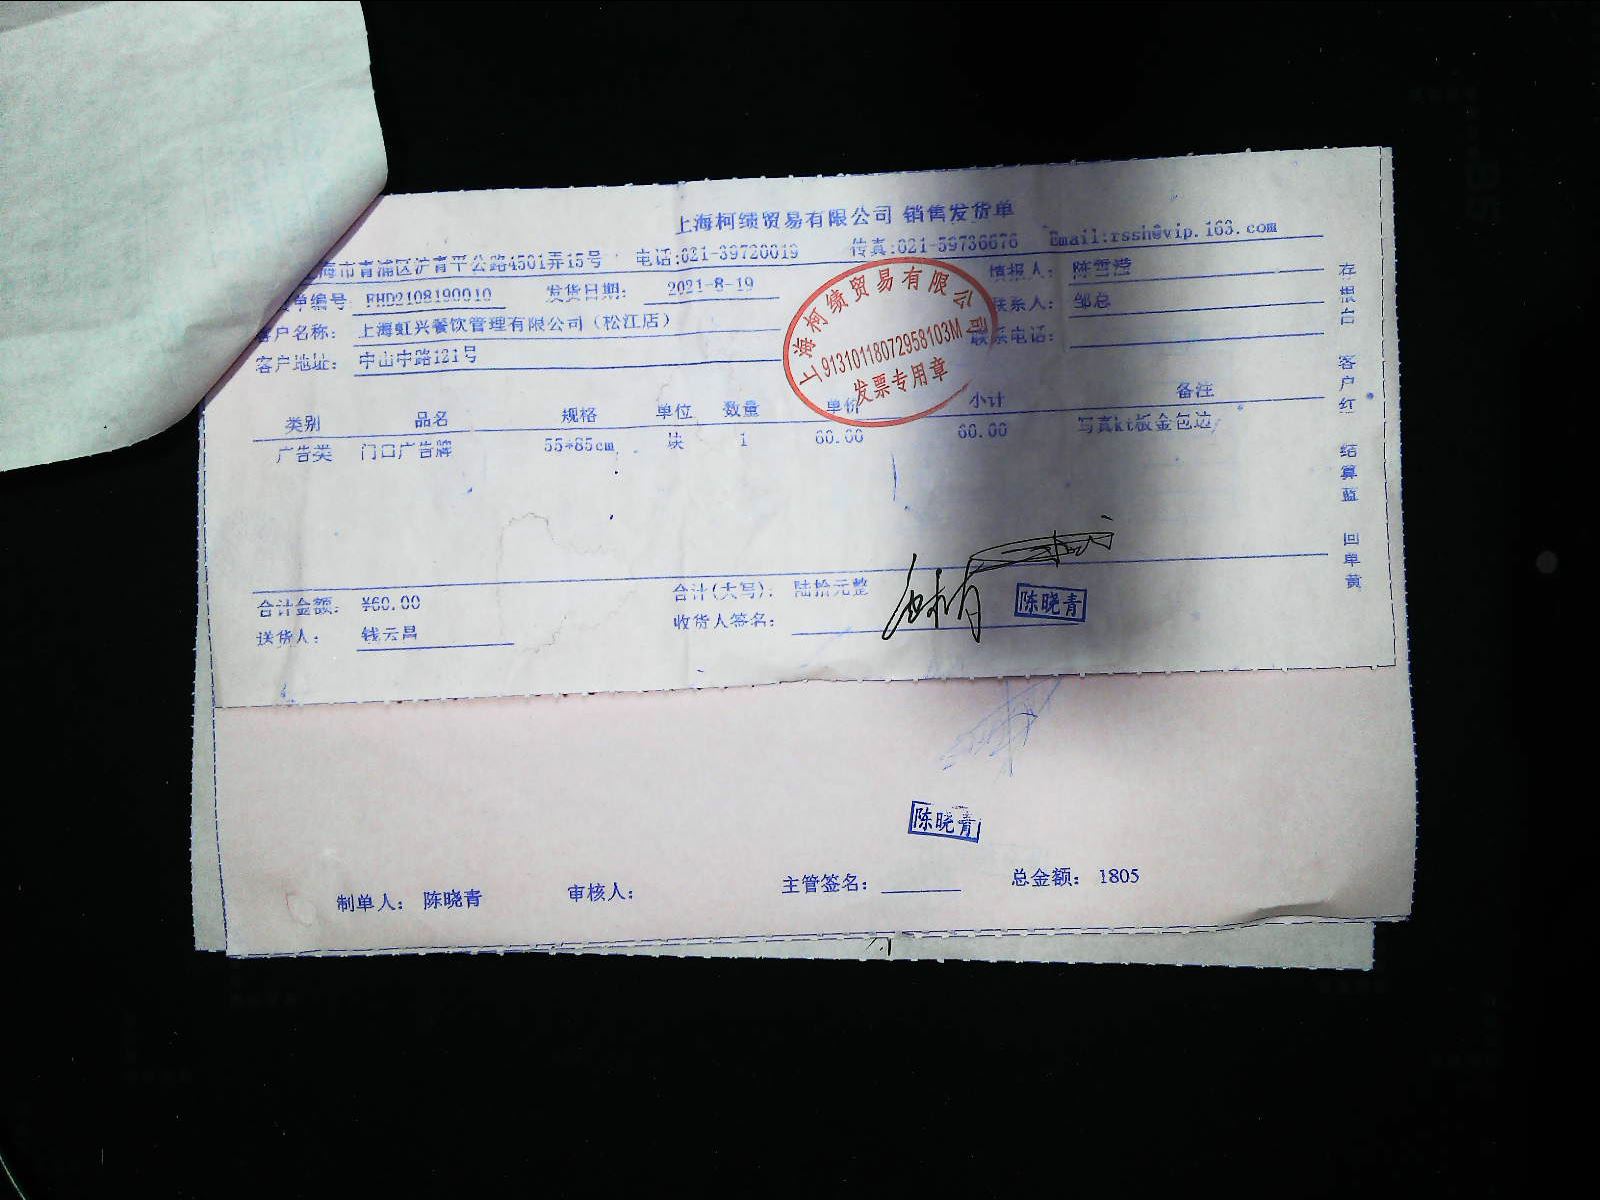 上海柯绩贸易有限公司 销售发货单
海市青浦区沪青平公路4501弄15号 电话:021-39720019 传真:021-59736676 Email:rssh@vip.163.com
单编号 FHD2108190010 发货日期: 2021-8-19 填报人: 陈雪滢
客户名称: 上海虹兴餐饮管理有限公司（松江店） 联系人: 邹总
客户地址: 中山中路121号 联系电话:
上海柯绩贸易有限公司
91310118072958103M
发票专用章
类别 品名 规格 单位 数量 单价 小计 备注
广告类 门口广告牌 55*85cm 块 1 60.00 60.00 写真kt板金包边
合计金额: ¥60.00 合计(大写): 陆拾元整
送货人: 钱云昌 收货人签名: 陈晓青
存根白 客户红 结算蓝 回单黄
陈晓青
制单人: 陈晓青 审核人: 主管签名: 总金额: 1805